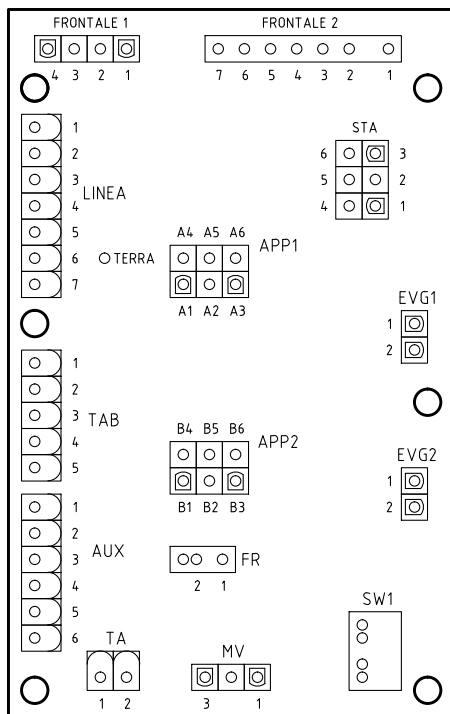 FRONTALE 1 FRONTALE 2
4 3 2 1 7 6 5 4 3 2 1
1
2
3
4
5
6
7
LINEA
TERRA
STA
6 3
5 2
4 1
A4 A5 A6
APP1
A1 A2 A3
EVG1
1
2
1
2
3
4
5
TAB
B4 B5 B6
APP2
B1 B2 B3
EVG2
1
2
1
2
3
4
5
6
AUX
FR
2 1
SW1
TA
1 2
MV
3 1